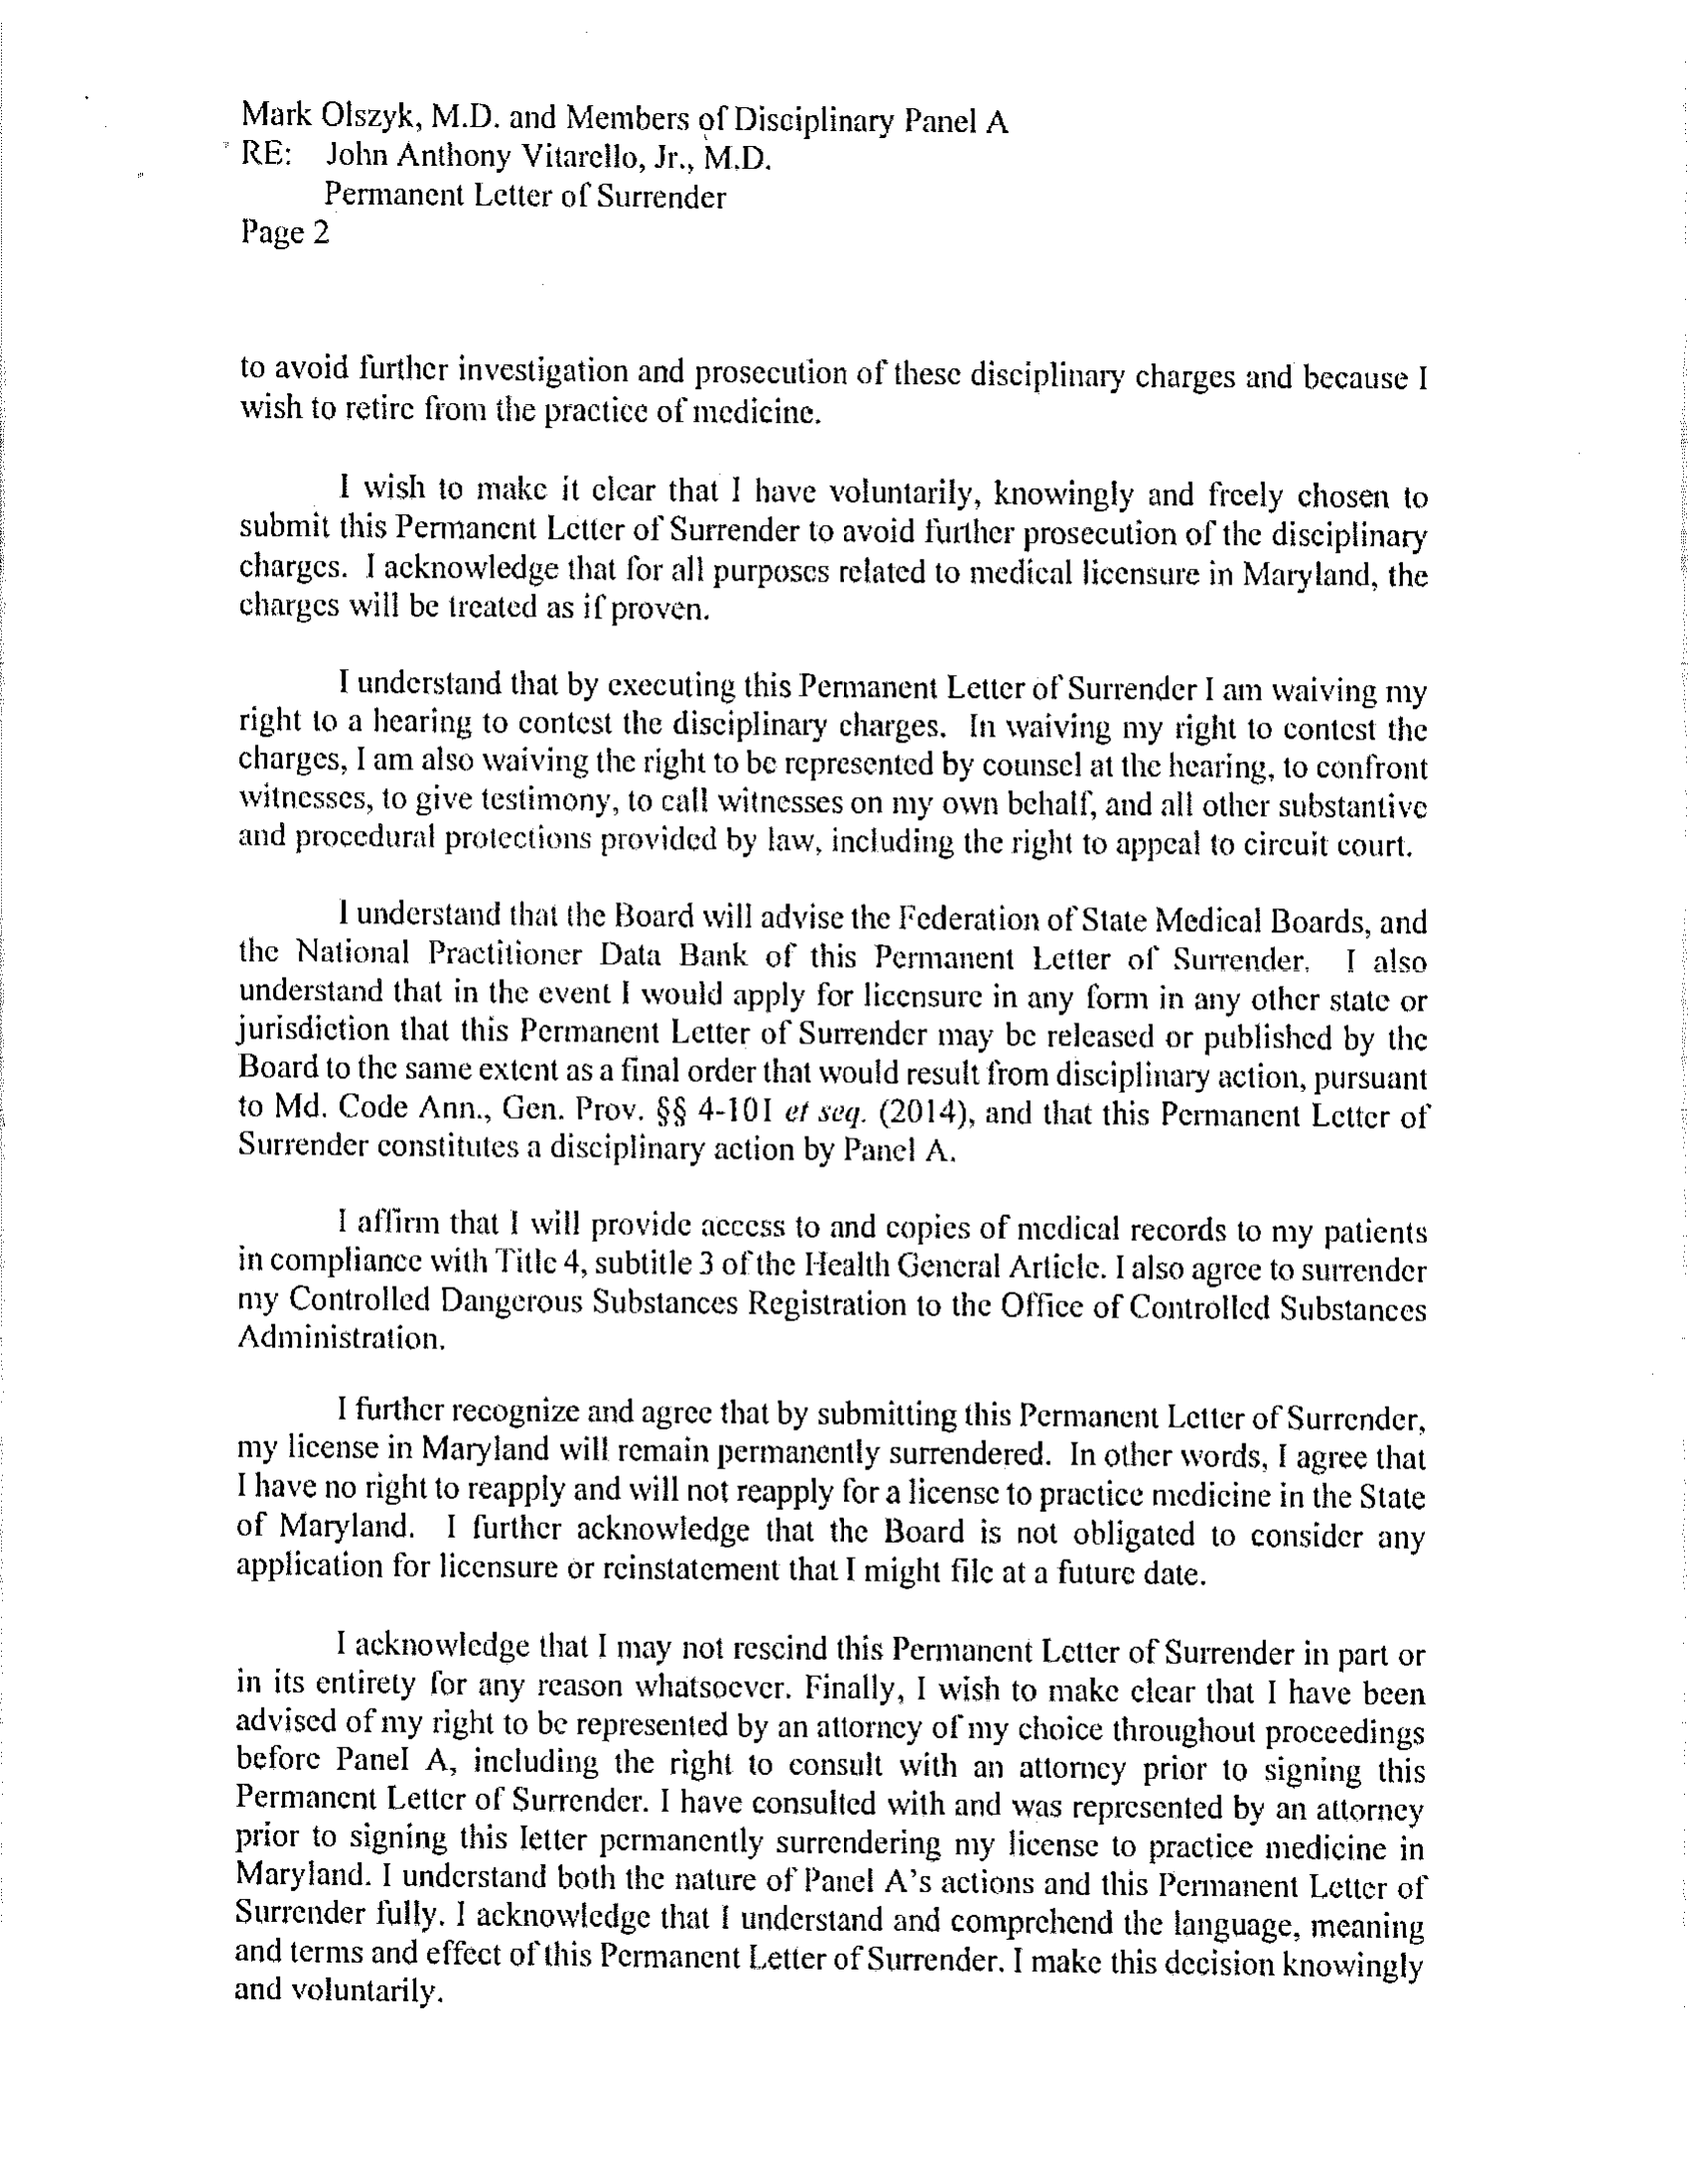 Mark Olszyk, M.D. and Members of Disciplinary Panel A
RE: John Anthony Vitarello, Jr., M.D.
Permanent Letter of Surrender
Page 2
to avoid further investigation and prosecution of these disciplinary charges and because I
wish to retire from the practice of medicine.
I wish to make it clear that I have voluntarily, knowingly and freely chosen to
submit this Permanent Letter of Surrender to avoid further prosecution of the disciplinary
charges. I acknowledge that for all purposes related to medical licensure in Maryland, the
charges will be treated as if proven.
I understand that by executing this Permanent Letter of Surrender I am waiving my
right to a hearing to contest the disciplinary charges. In waiving my right to contest the
charges, I am also waiving the right to be represented by counsel at the hearing, to confront
witnesses, to give testimony, to call witnesses on my own behalf, and all other substantive
and procedural protections provided by law, including the right to appeal to circuit court.
I understand that the Board will advise the Federation of State Medical Boards, and
the National Practitioner Data Bank of this Permanent Letter of Surrender. I also
understand that in the event I would apply for licensure in any form in any other state or
jurisdiction that this Permanent Letter of Surrender may be released or published by the
Board to the same extent as a final order that would result from disciplinary action, pursuant
to Md. Code Ann., Gen. Prov. §§ 4-101 et seq. (2014), and that this Permanent Letter of
Surrender constitutes a disciplinary action by Panel A.
I affirm that I will provide access to and copies of medical records to my patients
in compliance with Title 4, subtitle 3 of the Health General Article. I also agree to surrender
my Controlled Dangerous Substances Registration to the Office of Controlled Substances
Administration.
I further recognize and agree that by submitting this Permanent Letter of Surrender,
my license in Maryland will remain permanently surrendered. In other words, I agree that
I have no right to reapply and will not reapply for a license to practice medicine in the State
of Maryland. I further acknowledge that the Board is not obligated to consider any
application for licensure or reinstatement that I might file at a future date.
I acknowledge that I may not rescind this Permanent Letter of Surrender in part or
in its entirety for any reason whatsoever. Finally, I wish to make clear that I have been
advised of my right to be represented by an attorney of my choice throughout proceedings
before Panel A, including the right to consult with an attorney prior to signing this
Permanent Letter of Surrender. I have consulted with and was represented by an attorney
prior to signing this letter permanently surrendering my license to practice medicine in
Maryland. I understand both the nature of Panel A's actions and this Permanent Letter of
Surrender fully. I acknowledge that I understand and comprehend the language, meaning
and terms and effect of this Permanent Letter of Surrender. I make this decision knowingly
and voluntarily.